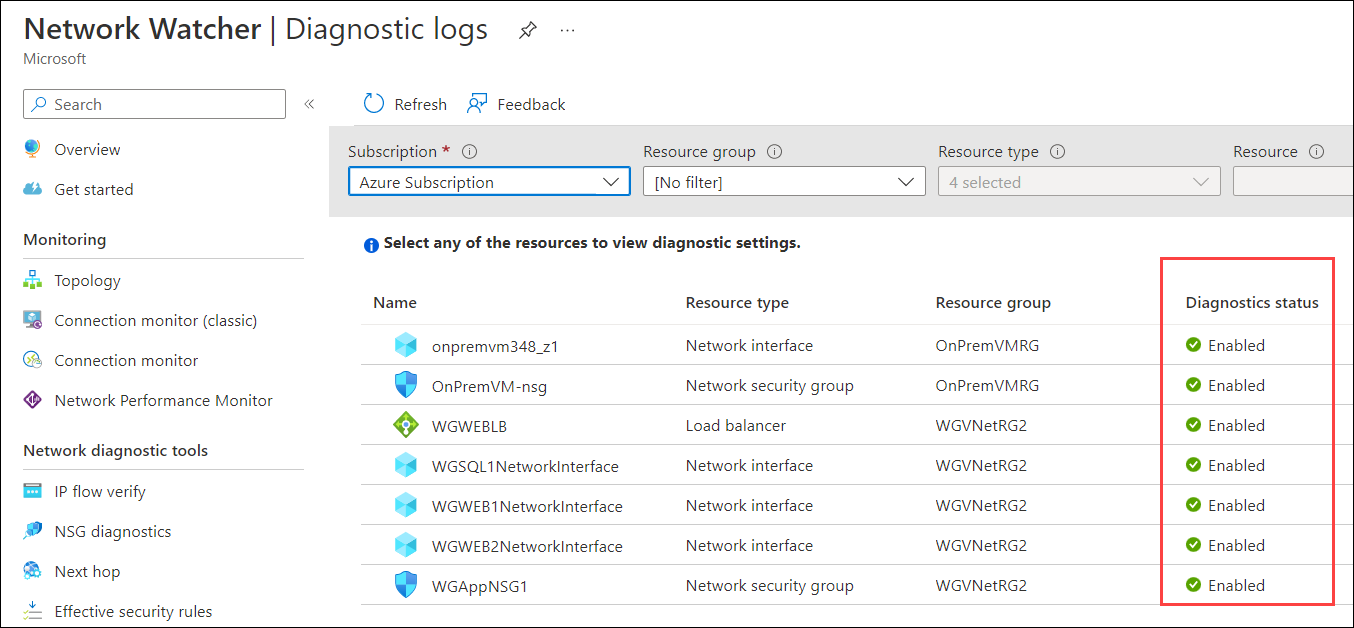 Network Watcher | Diagnostic logs ...
Microsoft
Search «
Overview
Get started
Monitoring
Topology
Connection monitor (classic)
Connection monitor
Network Performance Monitor
Network diagnostic tools
IP flow verify
NSG diagnostics
Next hop
Effective security rules
Refresh Feedback
Subscription * Resource group Resource type Resource
Azure Subscription [No filter] 4 selected
Select any of the resources to view diagnostic settings.
Name Resource type Resource group Diagnostics status
onpremvm348_z1 Network interface OnPremVMRG Enabled
OnPremVM-nsg Network security group OnPremVMRG Enabled
WGWEBLB Load balancer WGVNetRG2 Enabled
WGSQL1NetworkInterface Network interface WGVNetRG2 Enabled
WGWEB1NetworkInterface Network interface WGVNetRG2 Enabled
WGWEB2NetworkInterface Network interface WGVNetRG2 Enabled
WGAppNSG1 Network security group WGVNetRG2 Enabled